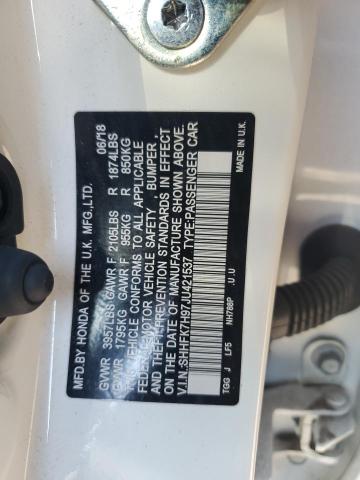 MFD.BY HONDA OF THE U.K. MFG.,LTD. 06/18
GVWR 3957LBS GAWR F 2105LBS R 1874LBS
GVWR 1795KG GAWR F 955KG R 850KG
THIS VEHICLE CONFORMS TO ALL APPLICABLE
FEDERAL MOTOR VEHICLE SAFETY, BUMPER,
AND THEFT-PREVENTION STANDARDS IN EFFECT
ON THE DATE OF MANUFACTURE SHOWN ABOVE.
V.I.N.:SHHFK7H97JU421537 TYPE:PASSENGER CAR
NH788P .U.U MADE IN U.K.
TGG J LF5